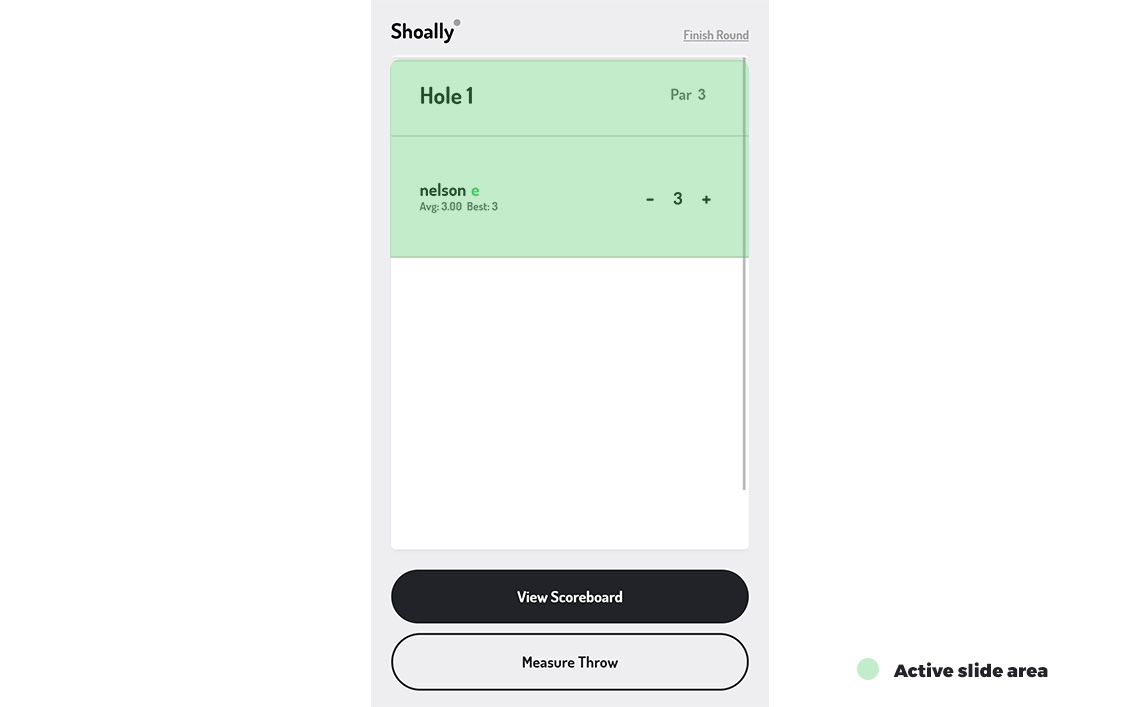 Shoally
Finish Round
Hole 1
Par 3
nelson e
Avg: 3.00 Best: 3
- 3 +
View Scoreboard
Measure Throw
Active slide area